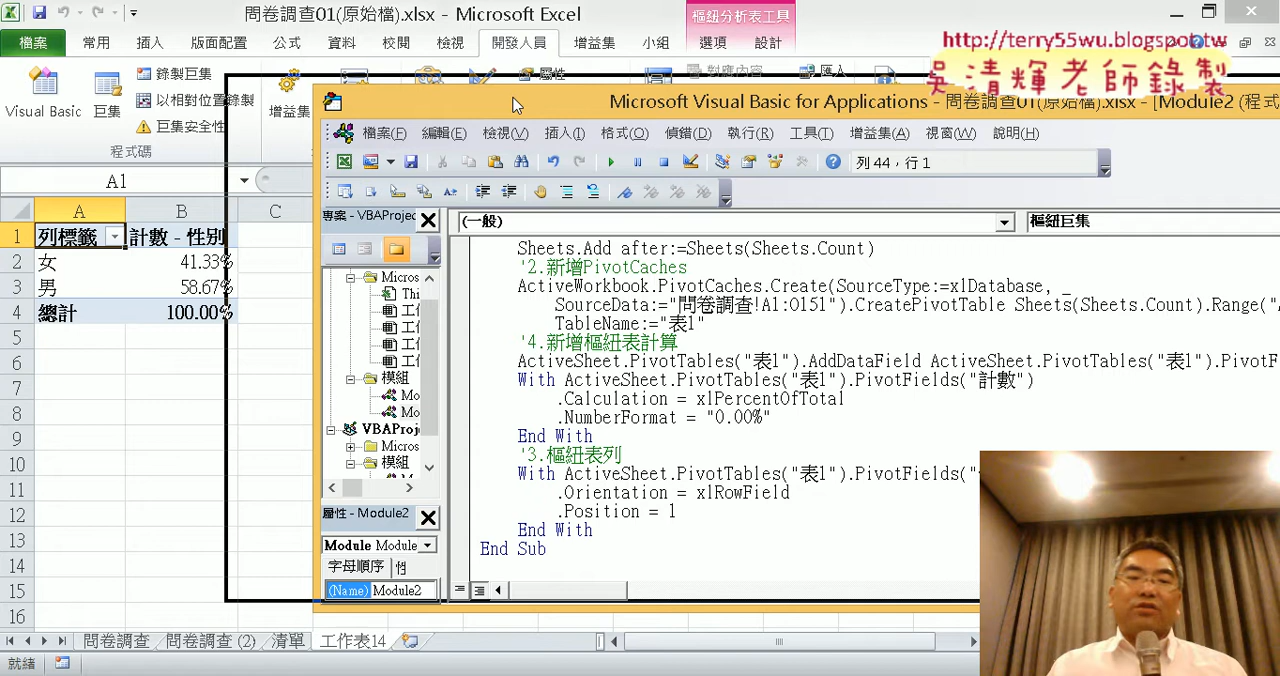 問卷調查01(原始檔).xlsx - Microsoft Excel
樞紐分析表工具
檔案 常用 插入 版面配置 公式 資料 校閱 檢視 開發人員 增益集 小組 選項 設計
http://terry55wu.blogspot.tw
吳清輝老師錄製
Visual Basic 巨集 錄製巨集
以相對位置錄製
巨集安全性
程式碼
增益集
屬性
對應內容
匯入
Microsoft Visual Basic for Applications - 問卷調查01(原始檔).xlsx - [Module2 (程式
檔案(F) 編輯(E) 檢視(V) 插入(I) 格式(O) 偵錯(D) 執行(R) 工具(T) 增益集(A) 視窗(W) 說明(H)
列 44，行 1
A1
專案 - VBAProjec
(一般) 樞紐巨集
A B C
1 列標籤 計數 - 性別
2 女 41.33%
3 男 58.67%
4 總計 100.00%
5
6
7
8
9
10
11
12
13
14
15
16
Micros
Thi
工
工
工
工
模組
Mo
Mo
VBAProj
Micros
模組
屬性 - Module2
Module Module
字母順序
(Name) Module2
Sheets.Add after:=Sheets(Sheets.Count)
'2.新增PivotCaches
ActiveWorkbook.PivotCaches.Create(SourceType:=xlDatabase, _
SourceData:="問卷調查!A1:O151").CreatePivotTable Sheets(Sheets.Count).Range("A
TableName:="表1"
'4.新增樞紐表計算
ActiveSheet.PivotTables("表1").AddDataField ActiveSheet.PivotTables("表1").PivotF
With ActiveSheet.PivotTables("表1").PivotFields("計數")
.Calculation = xlPercentOfTotal
.NumberFormat = "0.00%"
End With
'3.樞紐表列
With ActiveSheet.PivotTables("表1").PivotFields("
.Orientation = xlRowField
.Position = 1
End With
End Sub
問卷調查 問卷調查 (2) 清單 工作表14
就緒